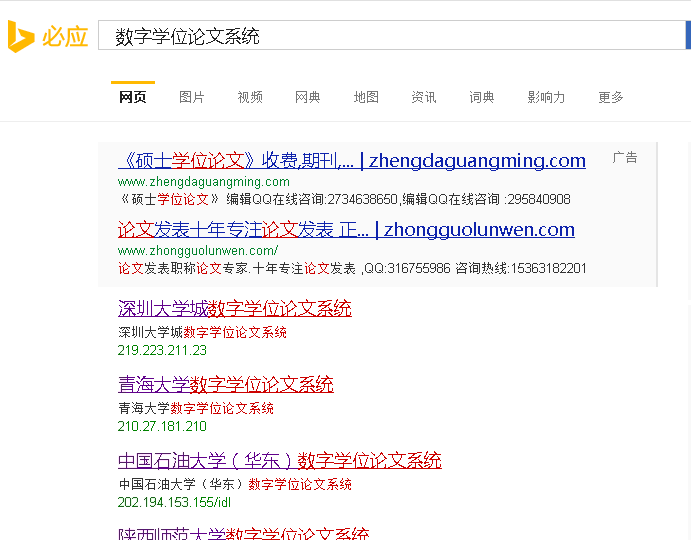 必应
数字学位论文系统
网页 图片 视频 网典 地图 资讯 词典 影响力 更多
《硕士学位论文》收费,期刊,... | zhengdaguangming.com 广告
www.zhengdaguangming.com
《硕士学位论文》 编辑QQ在线咨询:2734638650,编辑QQ在线咨询 :295840908
论文发表十年专注论文发表 正... | zhongguolunwen.com
www.zhongguolunwen.com/
论文发表职称论文专家.十年专注论文发表 ,QQ:316755986 咨询热线:15363182201
深圳大学城数字学位论文系统
深圳大学城数字学位论文系统
219.223.211.23
青海大学数字学位论文系统
青海大学数字学位论文系统
210.27.181.210
中国石油大学（华东）数字学位论文系统
中国石油大学（华东）数字学位论文系统
202.194.153.155/idl
陕西师范大学数字学位论文系统